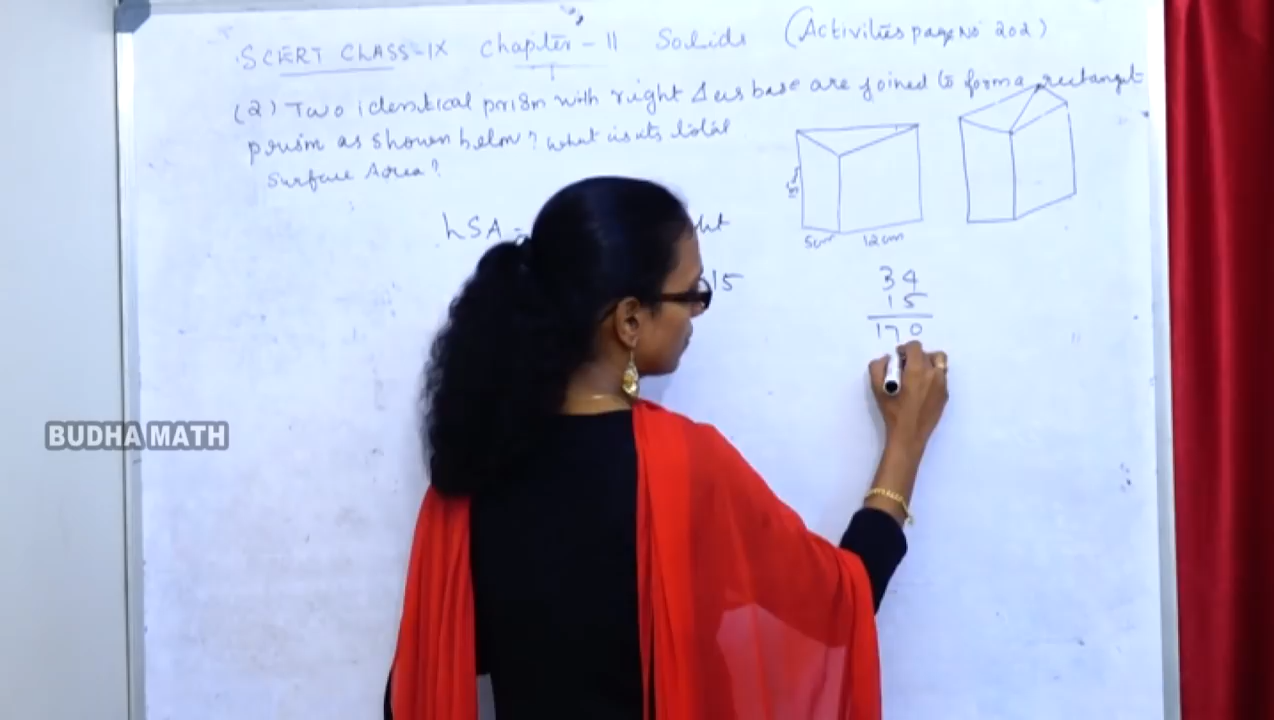 SCERT CLASS-IX Chapter - 11 Solids (Activities page No 202)
(2) Two identical prism with right Δ base are joined to form a rectangul
prism as shown below? What is its total
Surface Area?
LSA =
15
5cm 12cm
34
15
170
BUDHA MATH